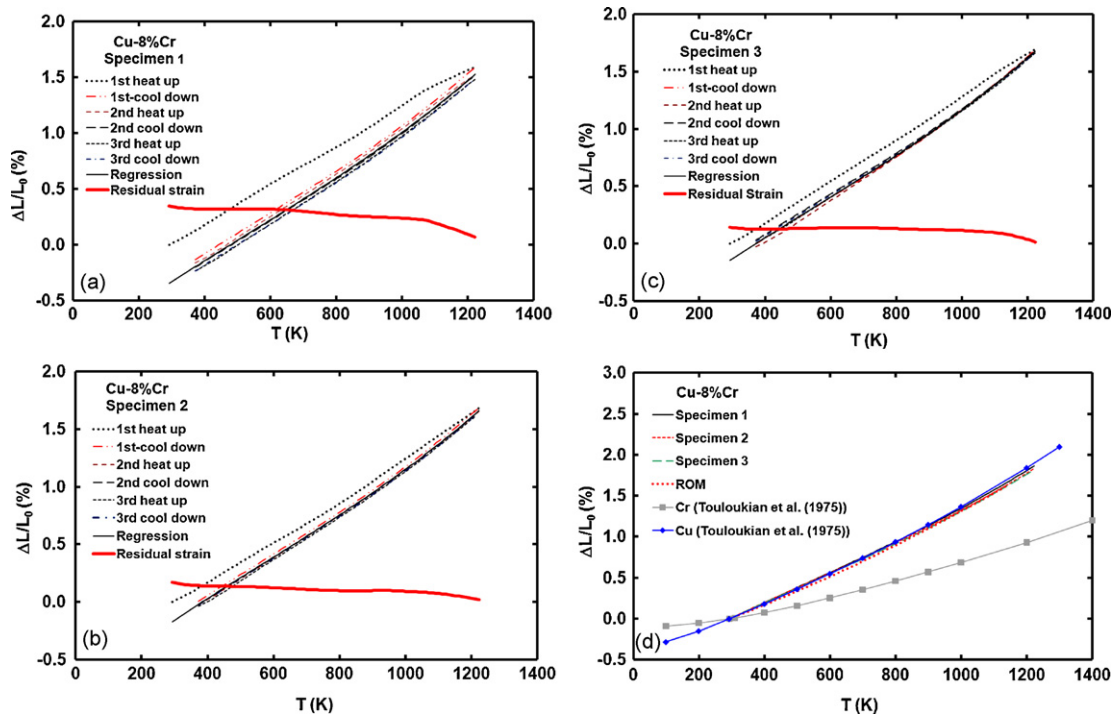 2.0
1.5
1.0
0.5
0.0
-0.5
ΔL/L₀ (%)
Cu-8%Cr
Specimen 1
1st heat up
1st-cool down
2nd heat up
2nd cool down
3rd heat up
3rd cool down
Regression
Residual strain
(a)
0 200 400 600 800 1000 1200 1400
T (K)
2.0
1.5
1.0
0.5
0.0
-0.5
ΔL/L₀ (%)
Cu-8%Cr
Specimen 3
1st heat up
1st-cool down
2nd heat up
2nd cool down
3rd heat up
3rd cool down
Regression
Residual Strain
(c)
0 200 400 600 800 1000 1200 1400
T (K)
2.0
1.5
1.0
0.5
0.0
-0.5
ΔL/L₀ (%)
Cu-8%Cr
Specimen 2
1st heat up
1st-cool down
2nd heat up
2nd cool down
3rd heat up
3rd cool down
Regression
Residual strain
(b)
0 200 400 600 800 1000 1200 1400
T (K)
3.0
2.5
2.0
1.5
1.0
0.5
0.0
-0.5
ΔL/L₀ (%)
Cu-8%Cr
Specimen 1
Specimen 2
Specimen 3
ROM
Cr (Touloukian et al. (1975))
Cu (Touloukian et al. (1975))
(d)
0 200 400 600 800 1000 1200 1400
T (K)